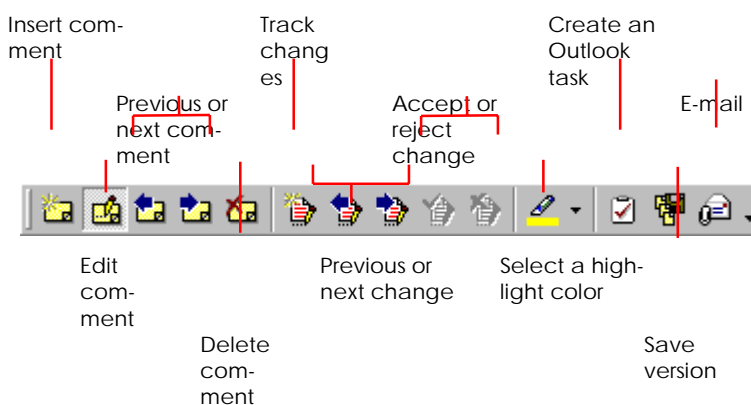 Insert com-
ment
Track
chang
es
Create an
Outlook
task
Previous or
next com-
ment
Accept or
reject
change
E-mail
Edit
com-
ment
Previous or
next change
Select a high-
light color
Delete
com-
ment
Save
version